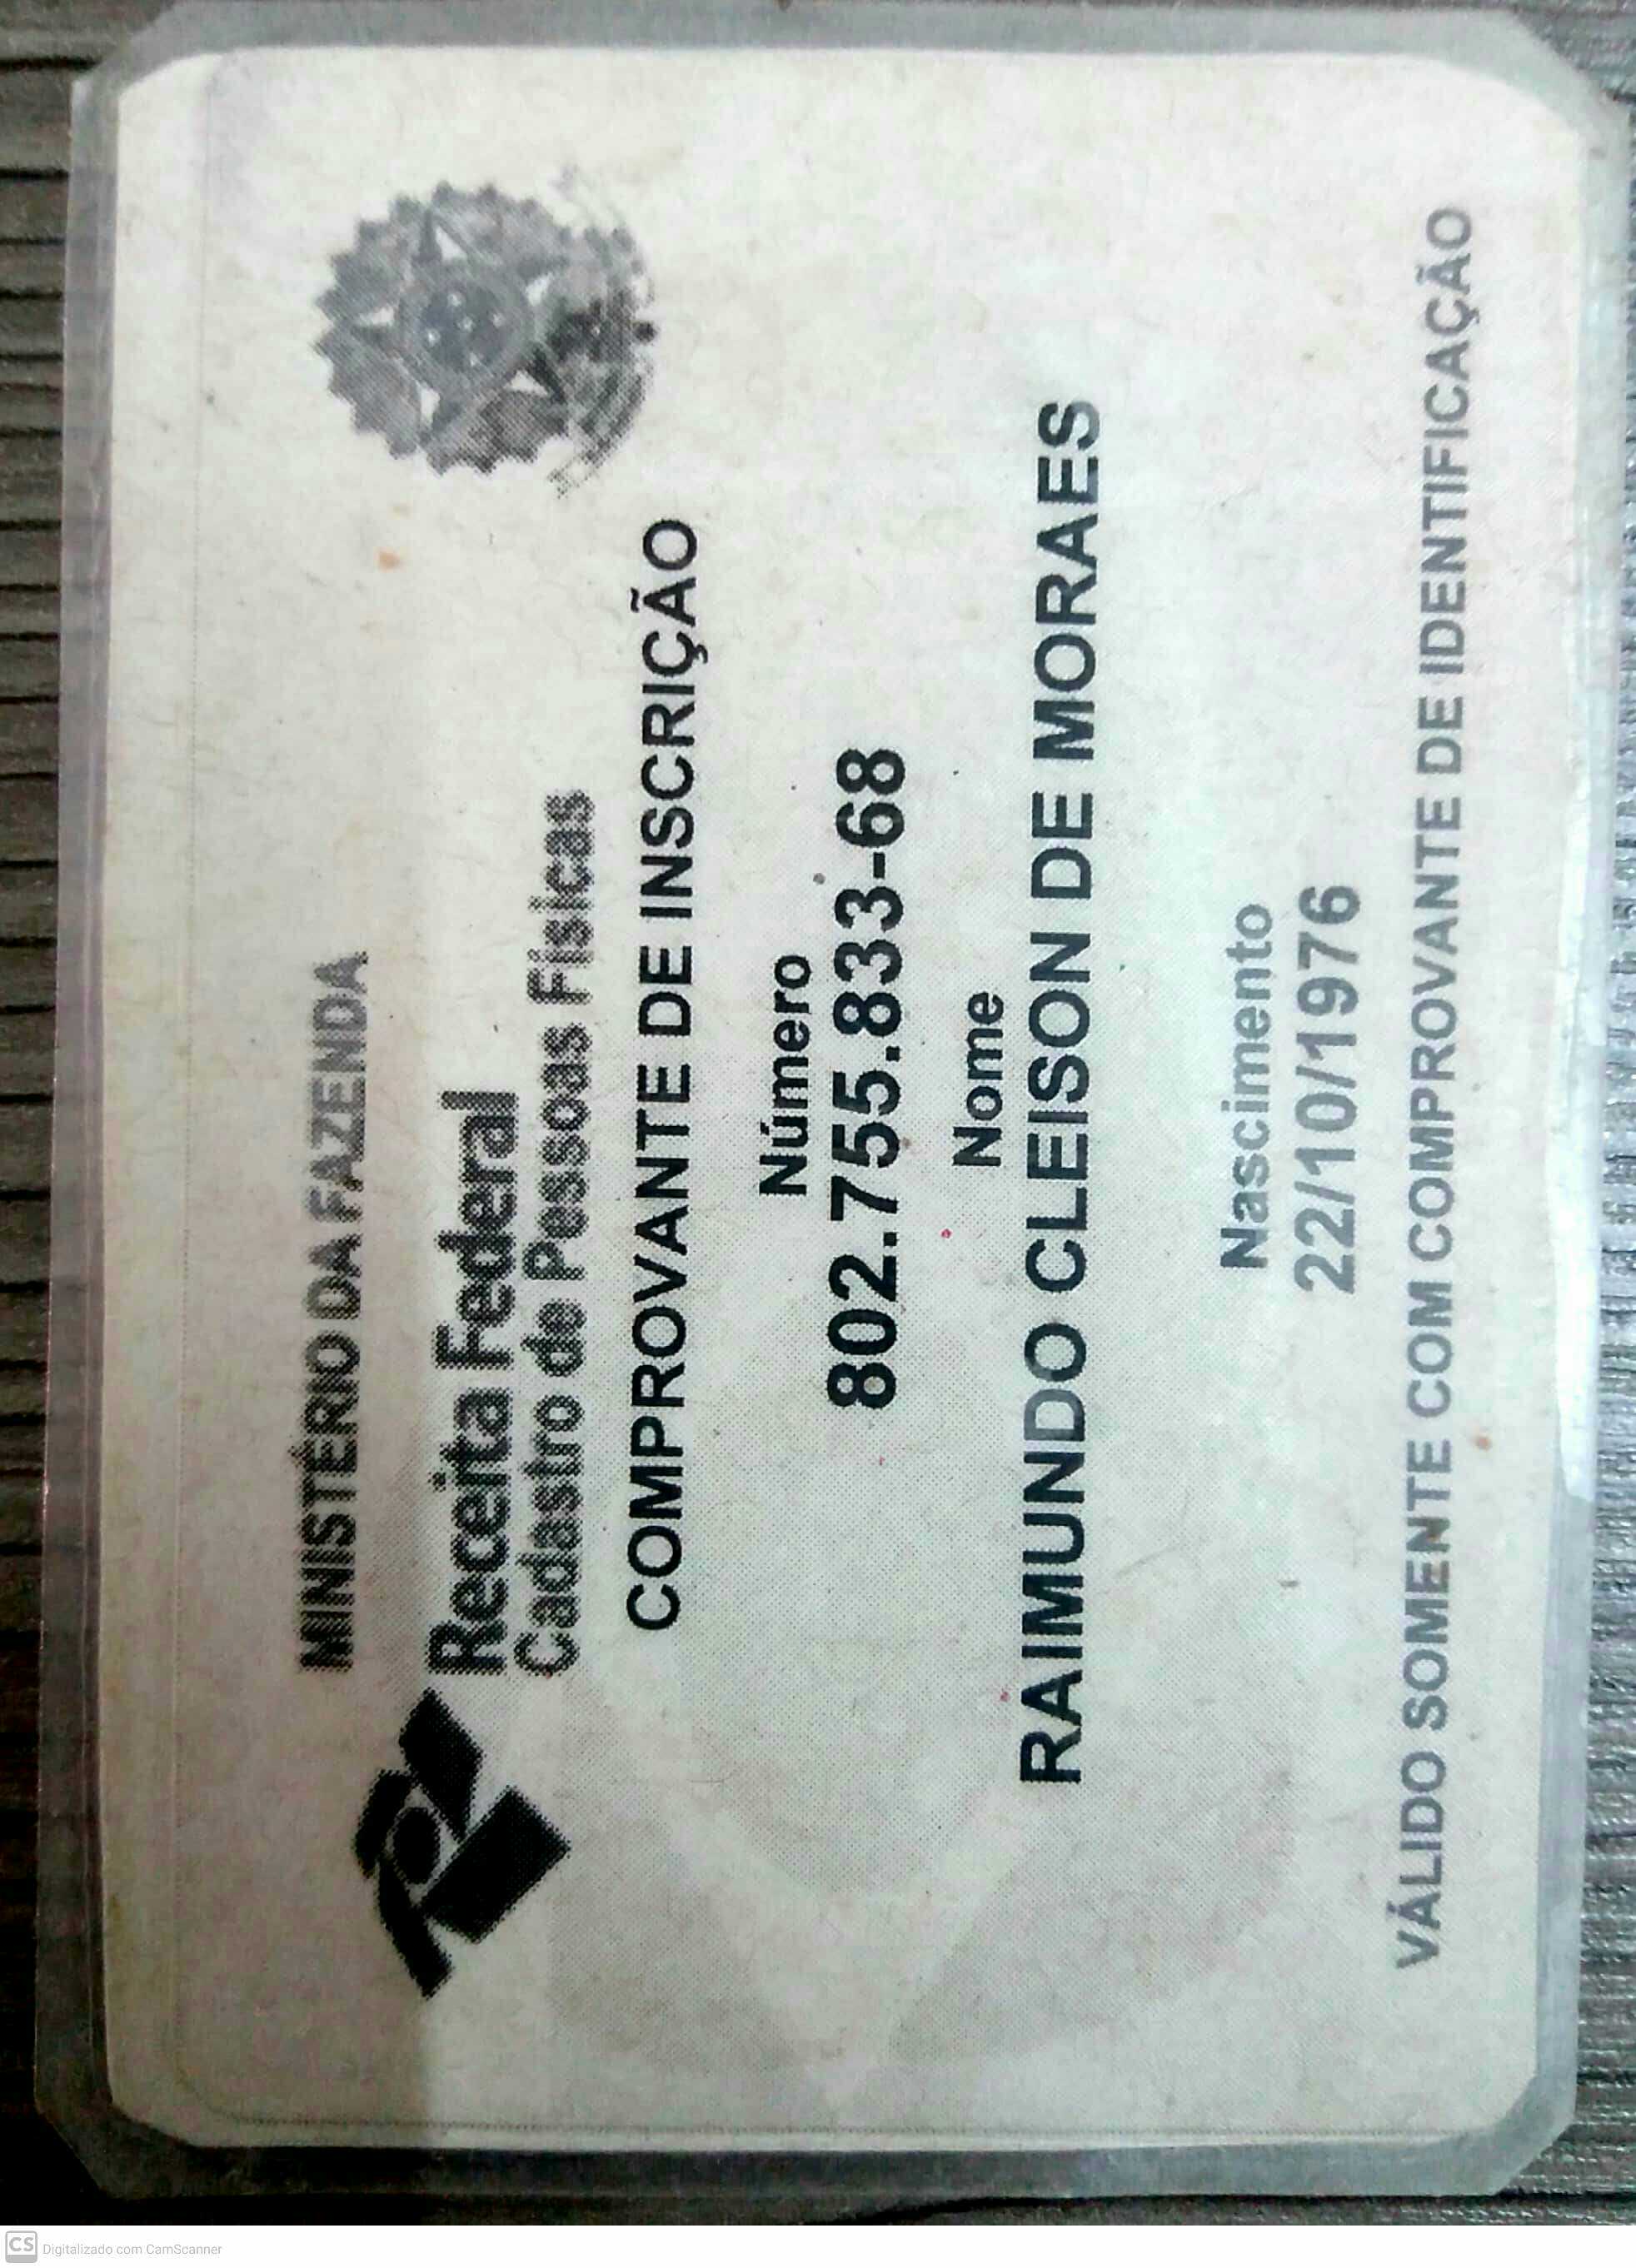 MINISTÉRIO DA FAZENDA
Receita Federal
Cadastro de Pessoas Físicas
COMPROVANTE DE INSCRIÇÃO
Número
802.755.833-68
Nome
RAIMUNDO CLEISON DE MORAES
Nascimento
22/10/1976
VÁLIDO SOMENTE COM COMPROVANTE DE IDENTIFICAÇÃO
CS Digitalizado com CamScanner